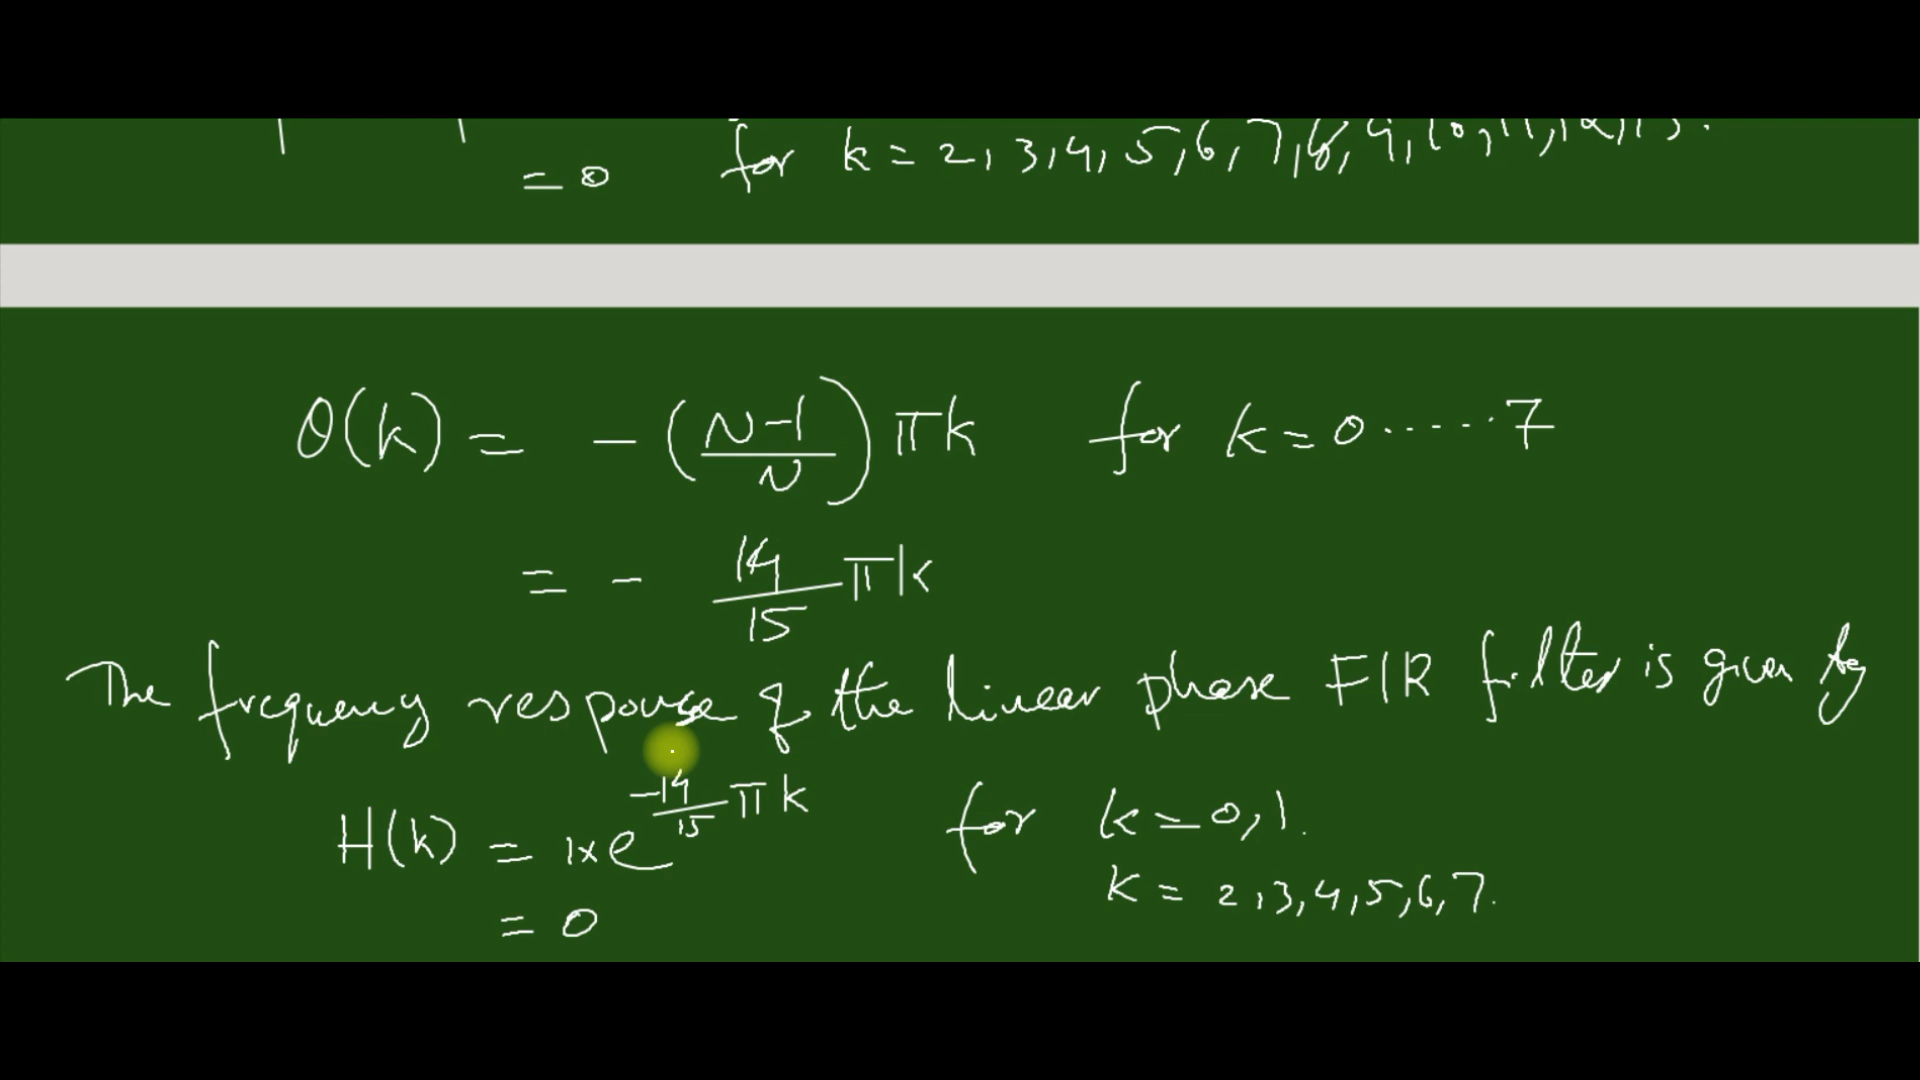 = 0 for k = 2, 3, 4, 5, 6, 7, 8, 9, 10, 11, 12, 13.
θ(k) = - ((N-1)/N) πk for k = 0 ...... 7
= - 14/15 πk
The frequency response of the linear phase FIR filter is given by
H(k) = 1×e^(-14/15 πk) for k = 0, 1.
= 0 k = 2, 3, 4, 5, 6, 7.